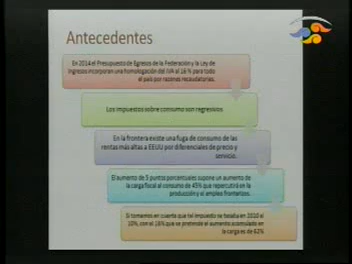 Antecedentes
En 2014 el Presupuesto de Egresos de la Federación y la Ley de
Ingresos incorporan una homologación del IVA al 16 % para todo
el país por razones recaudatorias.
Los impuestos sobre consumo son regresivos
En la frontera existe una fuga de consumo de las
rentas más altas a EEUU por diferenciales de precio y
servicio.
El aumento de 5 puntos porcentuales supone un aumento de
la carga fiscal al consumo de 45% que repercutirá en la
producción y el empleo fronterizos.
Si tomamos en cuenta que tal impuesto se basaba en 2010 al
10%, con el 16% que se pretende el aumento acumulado en
la carga es de 62%